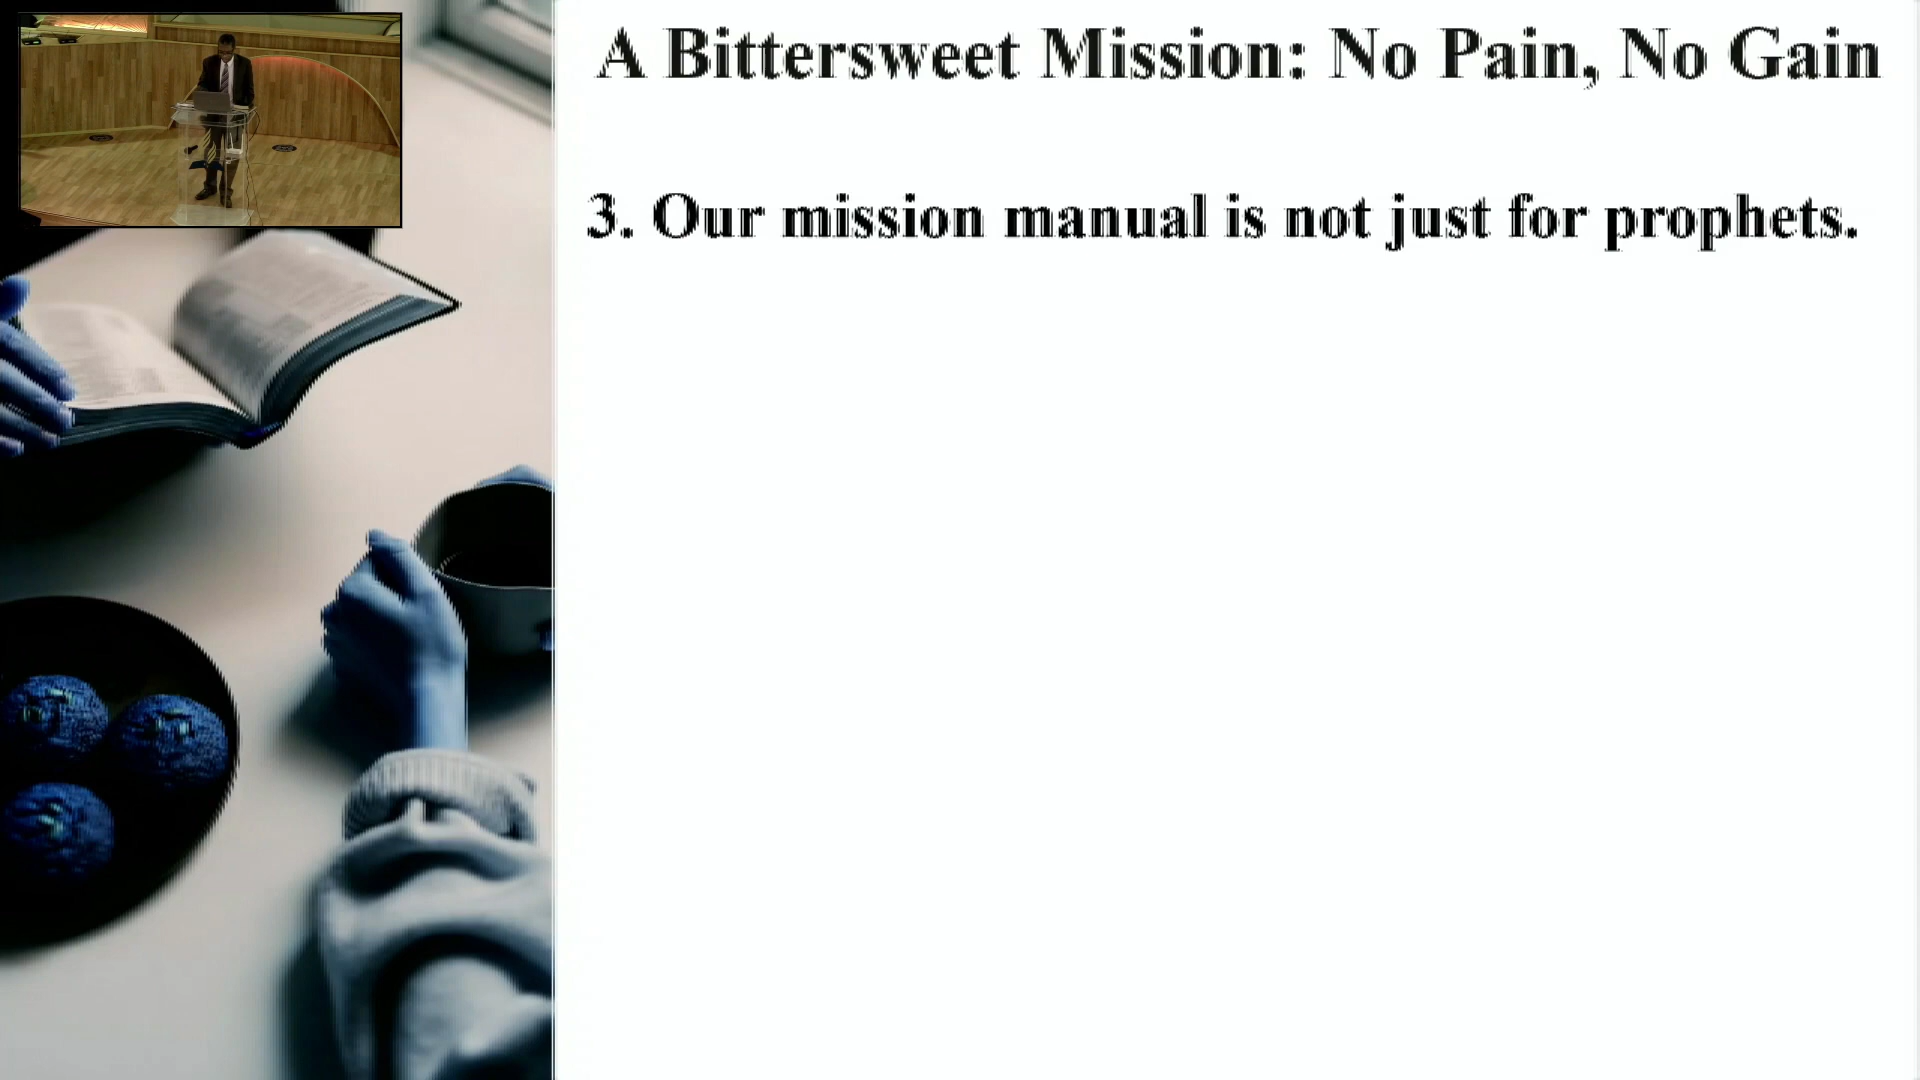 A Bittersweet Mission: No Pain, No Gain
3. Our mission manual is not just for prophets.